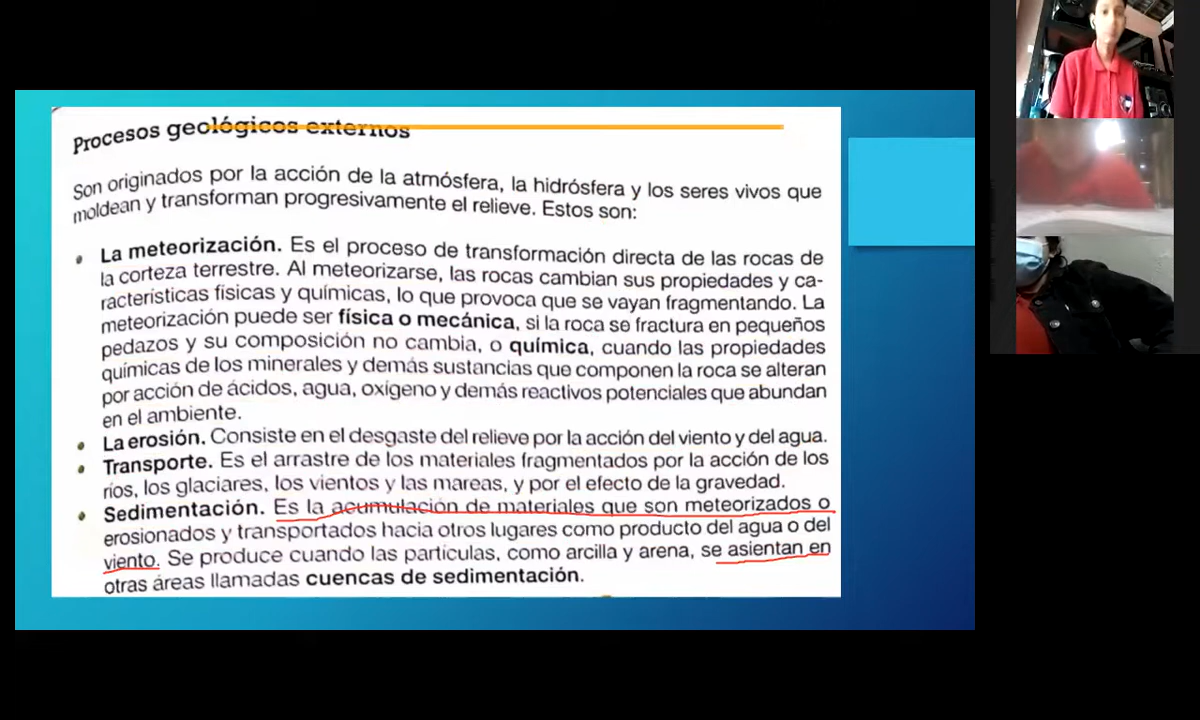 Procesos geológicos externos
Son originados por la acción de la atmósfera, la hidrósfera y los seres vivos que
moldean y transforman progresivamente el relieve. Estos son:
• La meteorización. Es el proceso de transformación directa de las rocas de
la corteza terrestre. Al meteorizarse, las rocas cambian sus propiedades y ca-
racterísticas físicas y químicas, lo que provoca que se vayan fragmentando. La
meteorización puede ser física o mecánica, si la roca se fractura en pequeños
pedazos y su composición no cambia, o química, cuando las propiedades
químicas de los minerales y demás sustancias que componen la roca se alteran
por acción de ácidos, agua, oxígeno y demás reactivos potenciales que abundan
en el ambiente.
• La erosión. Consiste en el desgaste del relieve por la acción del viento y del agua.
• Transporte. Es el arrastre de los materiales fragmentados por la acción de los
ríos, los glaciares, los vientos y las mareas, y por el efecto de la gravedad.
• Sedimentación. Es la acumulación de materiales que son meteorizados o
erosionados y transportados hacia otros lugares como producto del agua o del
viento. Se produce cuando las partículas, como arcilla y arena, se asientan en
otras áreas llamadas cuencas de sedimentación.